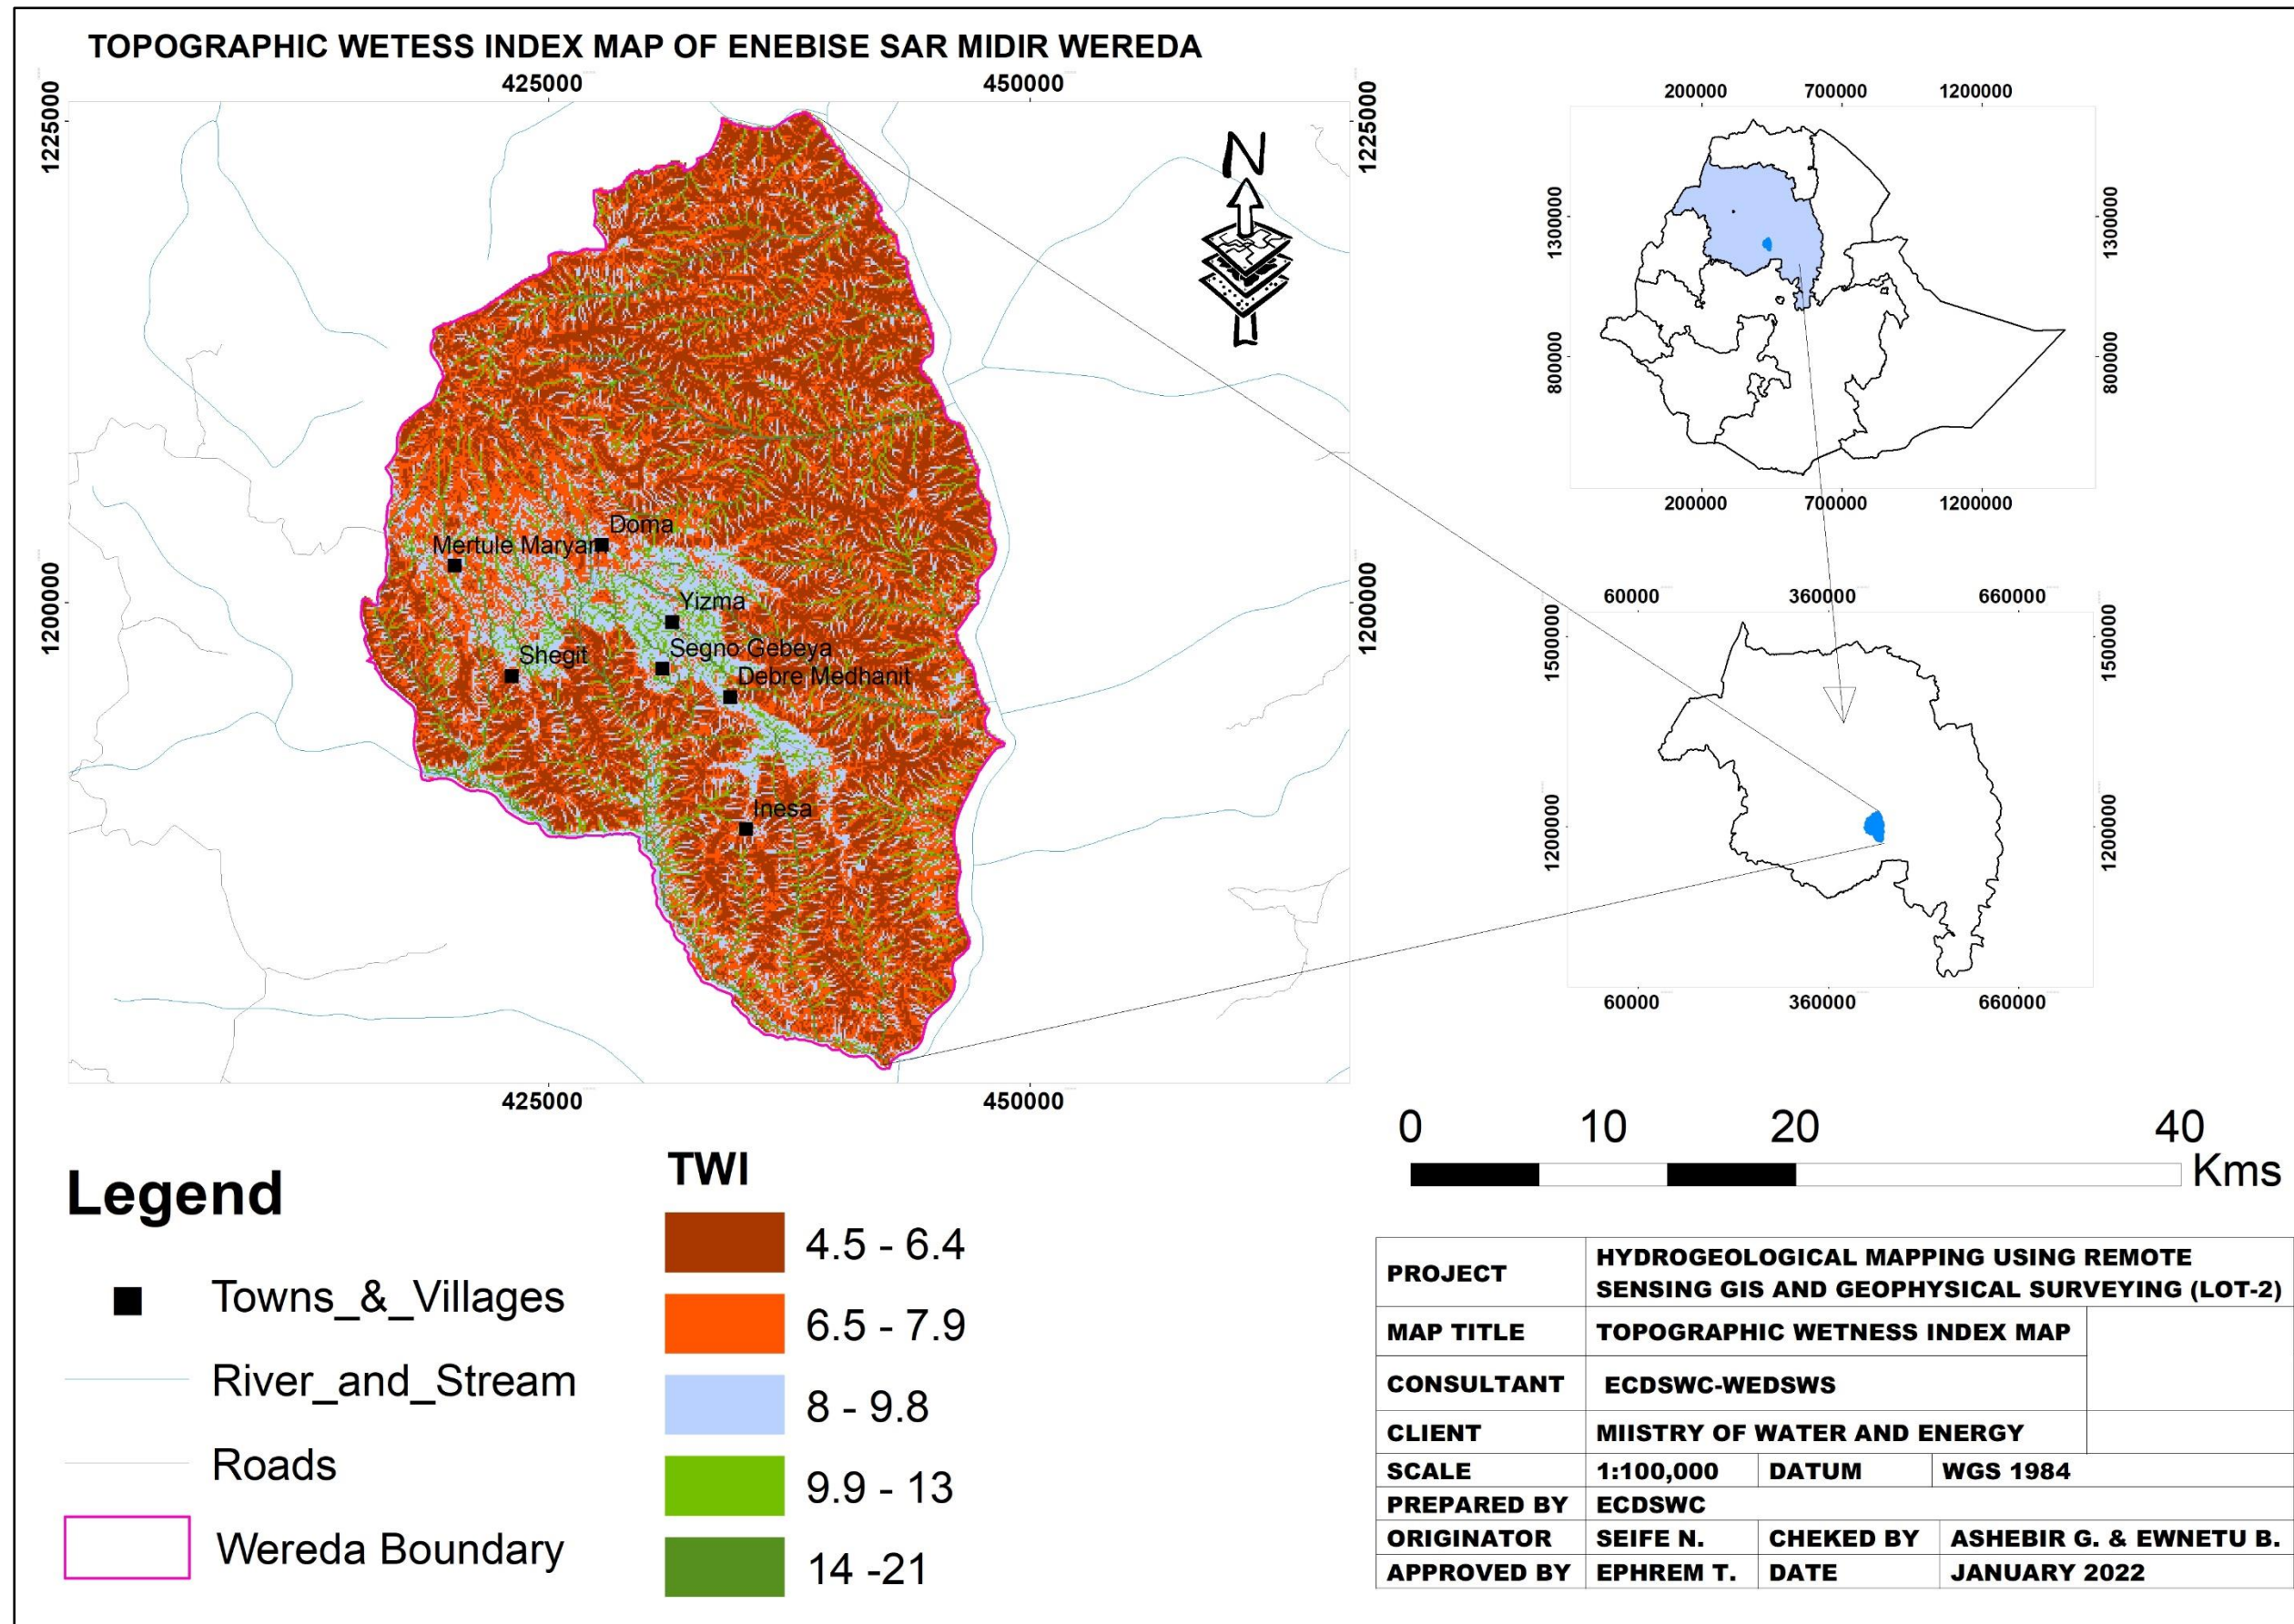 TOPOGRAPHIC WETESS INDEX MAP OF ENEBISE SAR MIDIR WEREDA
425000 450000
1225000 1225000
1200000 1200000
N
Doma
Mertule Maryam
Yizma
Segno Gebeya
Shegit
Debre Medhanit
Inesa
425000 450000
200000 700000 1200000
1300000 1300000
800000 800000
200000 700000 1200000
60000 360000 660000
1500000 1500000
1200000 1200000
60000 360000 660000
0 10 20 40
Kms
Legend
Towns_&_Villages
River_and_Stream
Roads
Wereda Boundary
TWI
4.5 - 6.4
6.5 - 7.9
8 - 9.8
9.9 - 13
14 -21
PROJECT HYDROGEOLOGICAL MAPPING USING REMOTE
SENSING GIS AND GEOPHYSICAL SURVEYING (LOT-2)
MAP TITLE TOPOGRAPHIC WETNESS INDEX MAP
CONSULTANT ECDSWC-WEDSWS
CLIENT MIISTRY OF WATER AND ENERGY
SCALE 1:100,000 DATUM WGS 1984
PREPARED BY ECDSWC
ORIGINATOR SEIFE N. CHEKED BY ASHEBIR G. & EWNETU B.
APPROVED BY EPHREM T. DATE JANUARY 2022